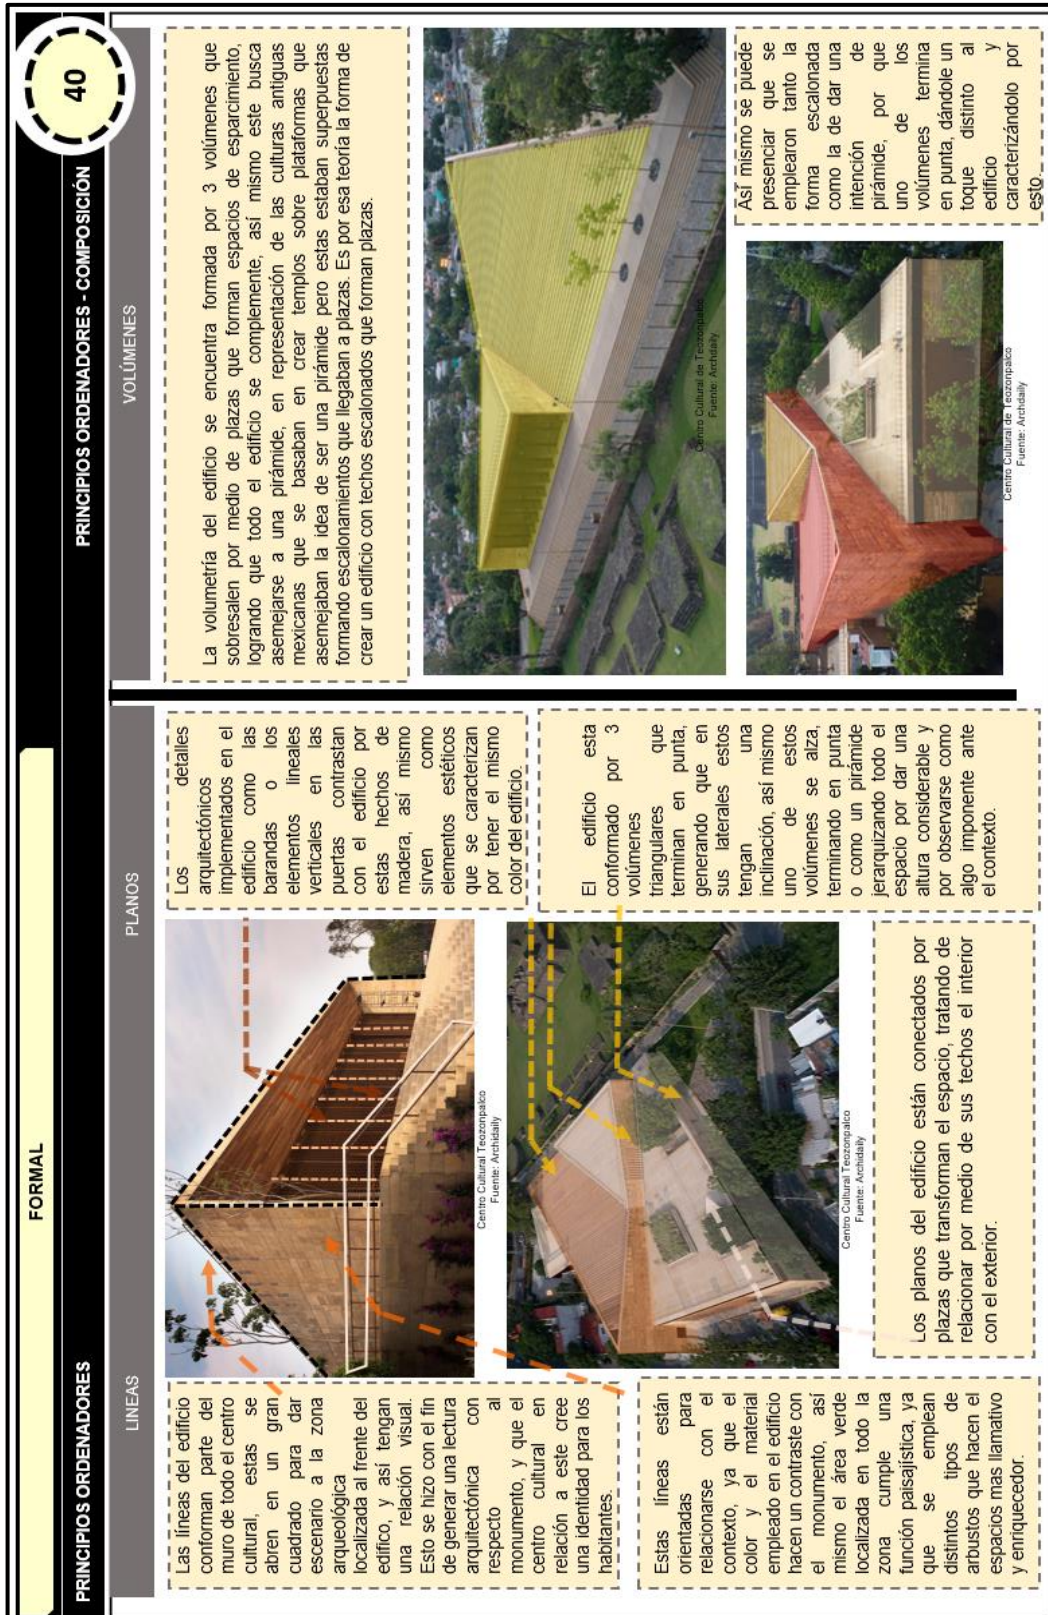 FORMAL
40
PRINCIPIOS ORDENADORES
PRINCIPIOS ORDENADORES - COMPOSICIÓN
LINEAS
PLANOS
VOLÚMENES
Las líneas del edificio
conforman parte del
muro de todo el centro
cultural, estas se
abren en un gran
cuadrado para dar
escenario a la zona
arqueológica
localizada al frente del
edifico, y así tengan
una relación visual.
Esto se hizo con el fin
de generar una lectura
arquitectónica con
respecto al
monumento, y que el
centro cultural en
relación a este cree
una identidad para los
habitantes.
Estas líneas están
orientadas para
relacionarse con el
contexto, ya que el
color y el material
empleado en el edificio
hacen un contraste con
el monumento, así
mismo el área verde
localizada en todo la
zona cumple una
función paisajística, ya
que se emplean
distintos tipos de
arbustos que hacen el
espacios mas llamativo
y enriquecedor.
Centro Cultural Teozonpalco
Fuente: Archidaily
Centro Cultural Teozonpalco
Fuente: Archidaily
Los detalles
arquitectónicos
implementados en el
edificio como las
barandas o los
elementos lineales
verticales en las
puertas contrastan
con el edificio por
estas hechos de
madera, así mismo
sirven como
elementos estéticos
que se caracterizan
por tener el mismo
color del edificio.
El edificio esta
conformado por 3
volúmenes
triangulares que
terminan en punta,
generando que en
sus laterales estos
tengan una
inclinación, así mismo
uno de estos
volúmenes se alza,
terminando en punta
o como un pirámide
jerarquizando todo el
espacio por dar una
altura considerable y
por observarse como
algo imponente ante
el contexto.
Los planos del edificio están conectados por
plazas que transforman el espacio, tratando de
relacionar por medio de sus techos el interior
con el exterior.
La volumetría del edificio se encuentra formada por 3 volúmenes que
sobresalen por medio de plazas que forman espacios de esparcimiento,
logrando que todo el edificio se complemente, así mismo este busca
asemejarse a una pirámide, en representación de las culturas antiguas
mexicanas que se basaban en crear templos sobre plataformas que
asemejaban la idea de ser una pirámide pero estas estaban superpuestas
formando escalonamientos que llegaban a plazas. Es por esa teoría la forma de
crear un edificio con techos escalonados que forman plazas.
Centro Cultural de Teozonpalco
Fuente: Archdaily
Centro Cultural de Teozonpalco
Fuente: Archdaily
Así mismo se puede
presenciar que se
emplearon tanto la
forma escalonada
como la de dar una
intención de
pirámide, por que
uno de los
volúmenes termina
en punta, dándole un
toque distinto al
edificio y
caracterizándolo por
esto.